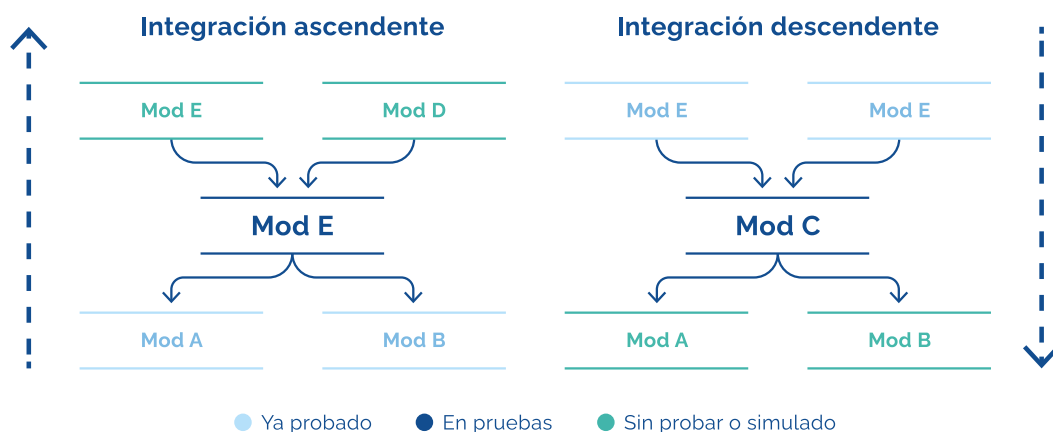 Integración ascendente
Integración descendente
Mod E
Mod D
Mod E
Mod E
Mod E
Mod C
Mod A
Mod B
Mod A
Mod B
Ya probado
En pruebas
Sin probar o simulado